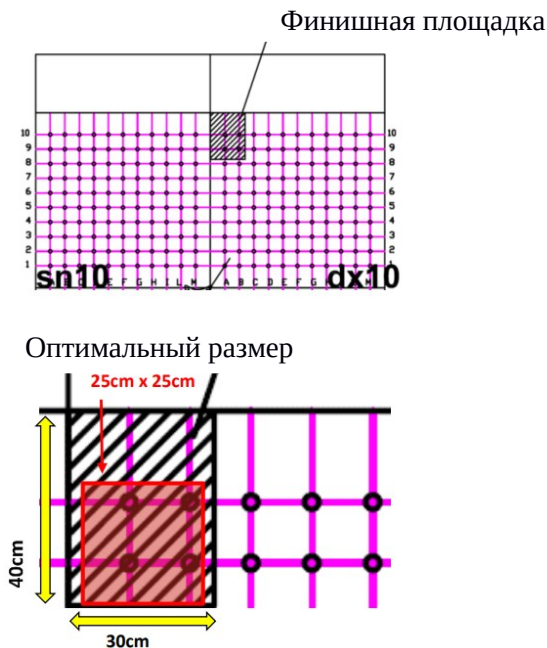 Финишная площадка
10 10
9 9
8 8
7 7
6 6
5 5
4 4
3 3
2 2
1
sn10 E F G H I L M A B C D E F G dx10
Оптимальный размер
25cm x 25cm
40cm
30cm